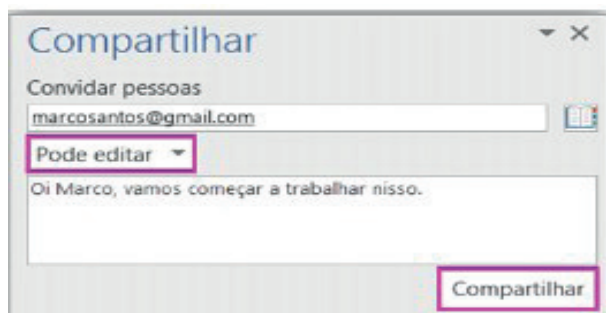 Compartilhar
Convidar pessoas
marcosantos@gmail.com
Pode editar
Oi Marco, vamos começar a trabalhar nisso.
Compartilhar